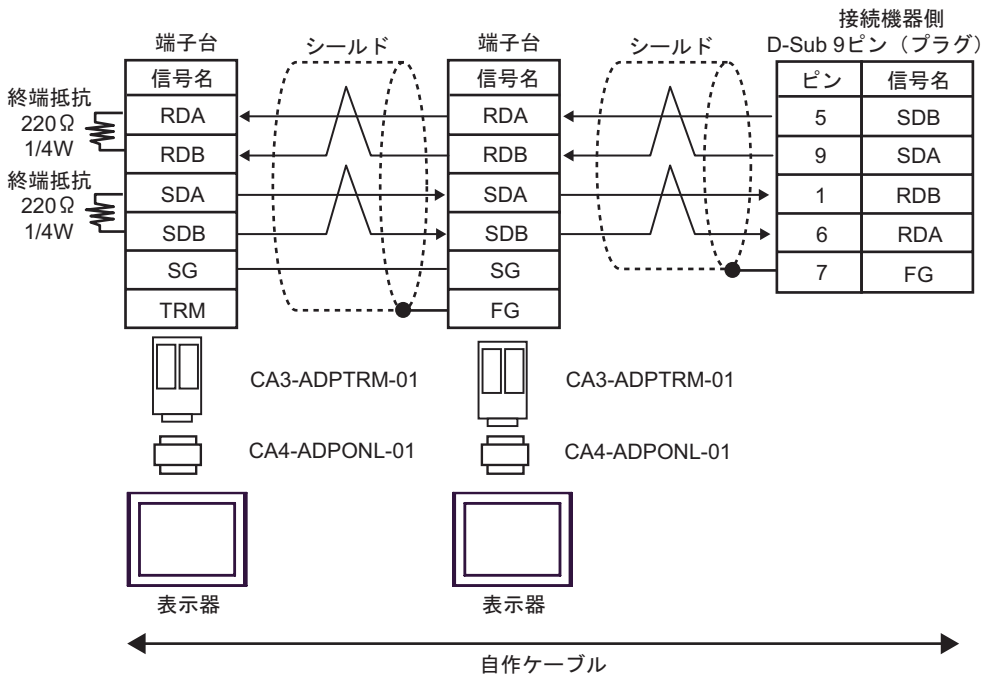 接続機器側
D-Sub 9ピン（プラグ）
端子台
シールド
端子台
シールド
信号名
信号名
ピン
信号名
終端抵抗
220Ω
1/4W
RDA
RDA
5
SDB
RDB
RDB
9
SDA
終端抵抗
220Ω
1/4W
SDA
SDA
1
RDB
SDB
SDB
6
RDA
SG
SG
7
FG
TRM
FG
CA3-ADPTRM-01
CA3-ADPTRM-01
CA4-ADPONL-01
CA4-ADPONL-01
表示器
表示器
自作ケーブル